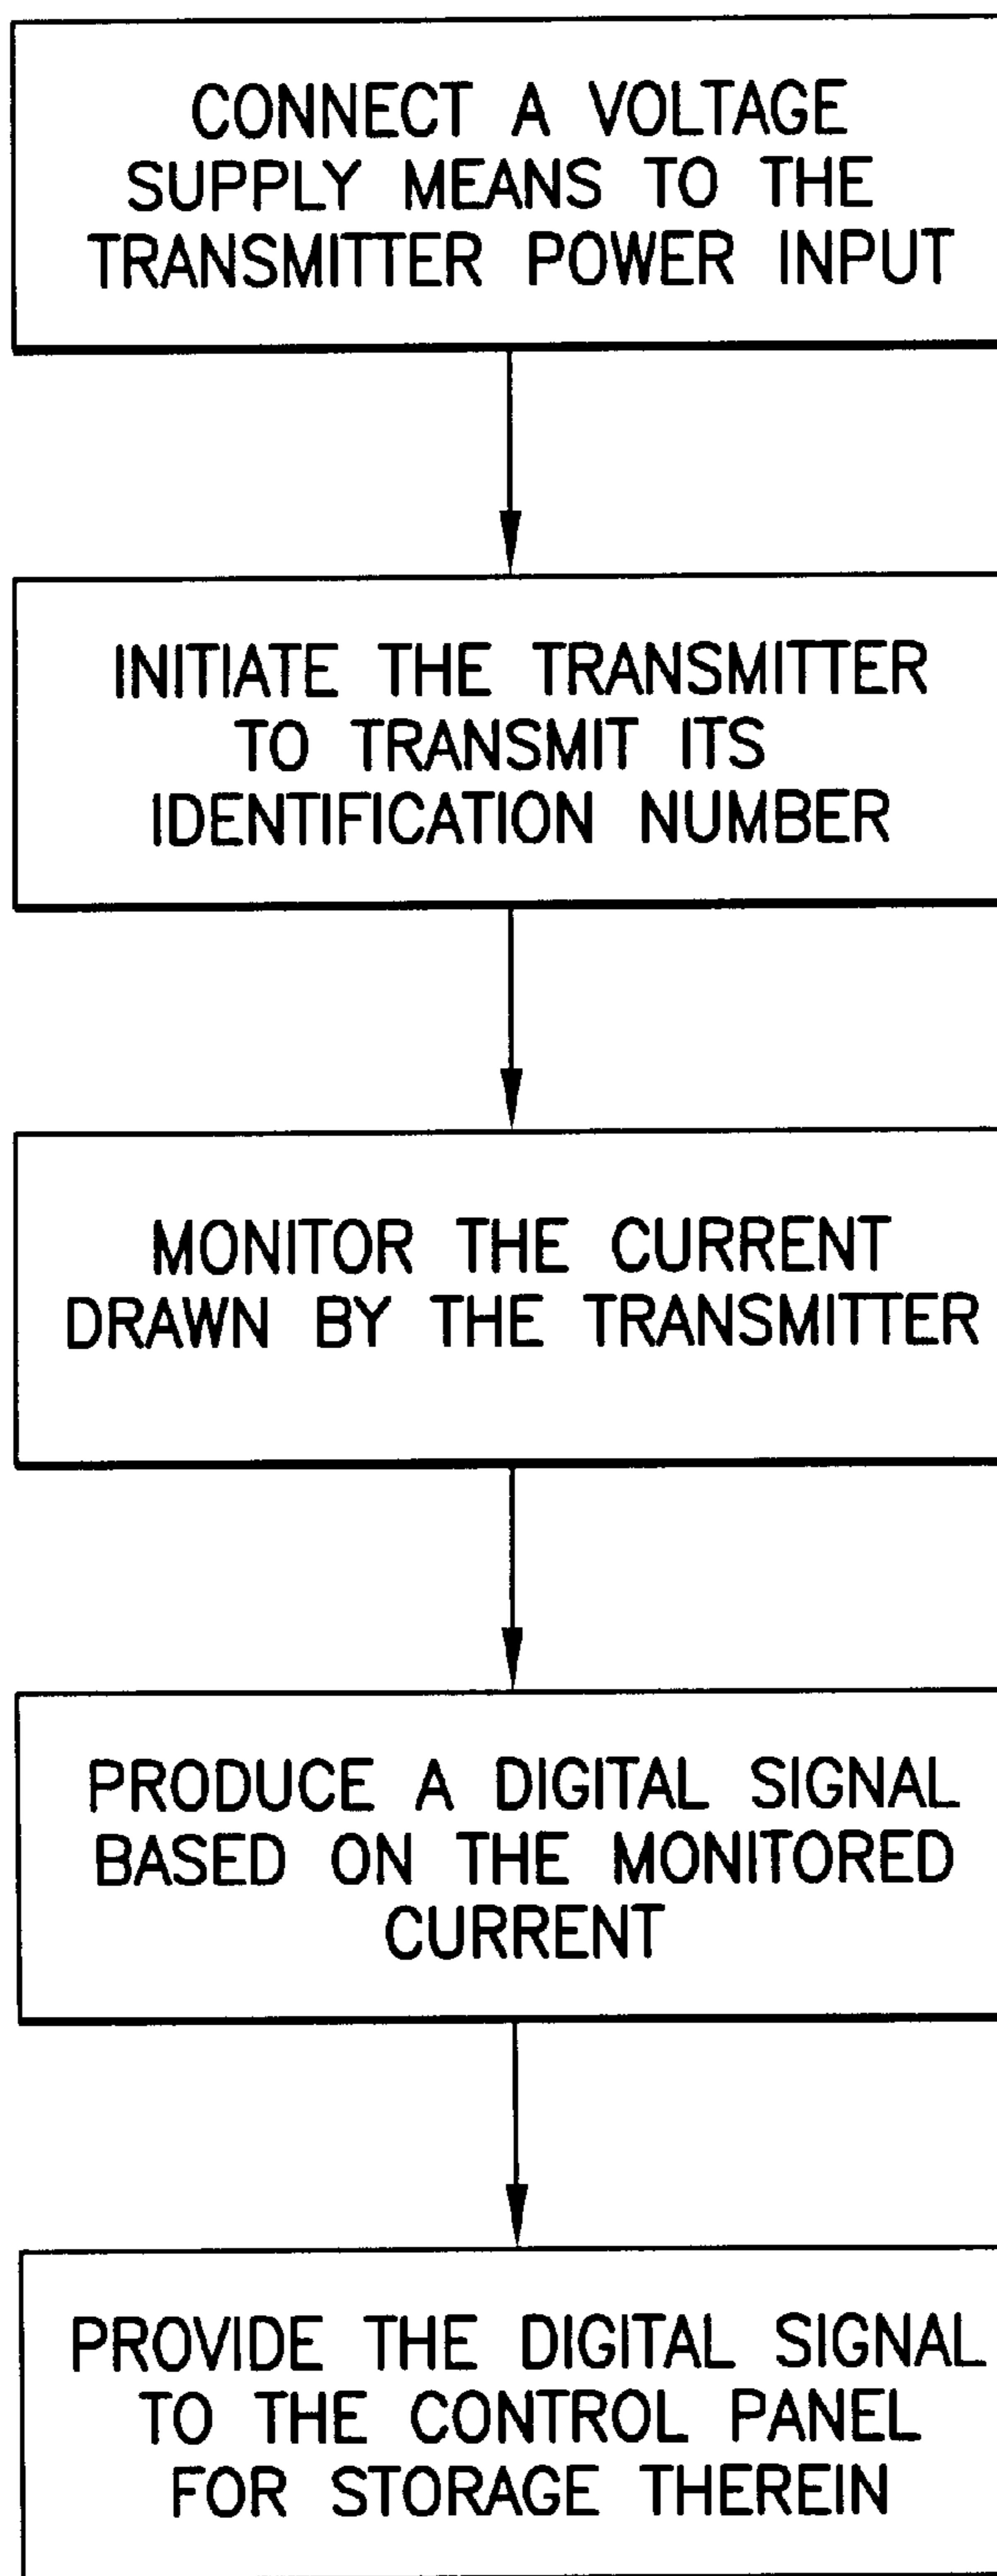 CONNECT A VOLTAGE
SUPPLY MEANS TO THE
TRANSMITTER POWER INPUT
INITIATE THE TRANSMITTER
TO TRANSMIT ITS
IDENTIFICATION NUMBER
MONITOR THE CURRENT
DRAWN BY THE TRANSMITTER
PRODUCE A DIGITAL SIGNAL
BASED ON THE MONITORED
CURRENT
PROVIDE THE DIGITAL SIGNAL
TO THE CONTROL PANEL
FOR STORAGE THEREIN